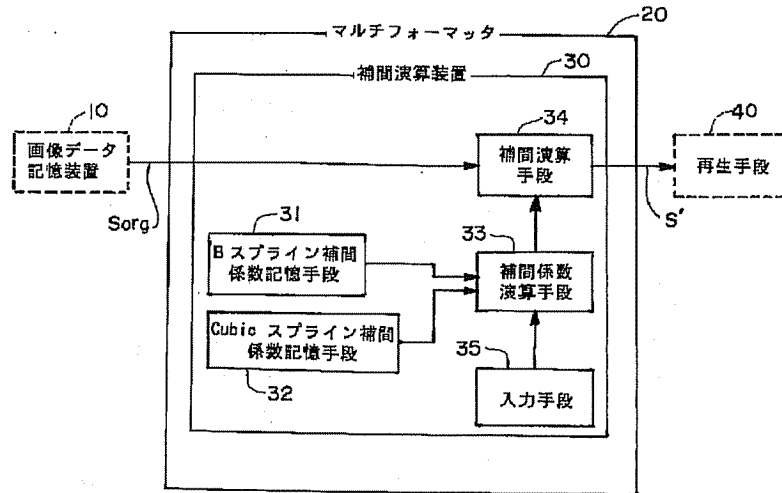 20
マルチフォーマッタ
30
補間演算装置
10
画像データ
記憶装置
34
補間演算
手段
40
再生手段
Sorg
S'
31
Bスプライン補間
係数記憶手段
33
補間係数
演算手段
Cubic スプライン補間
係数記憶手段
32
35
入力手段